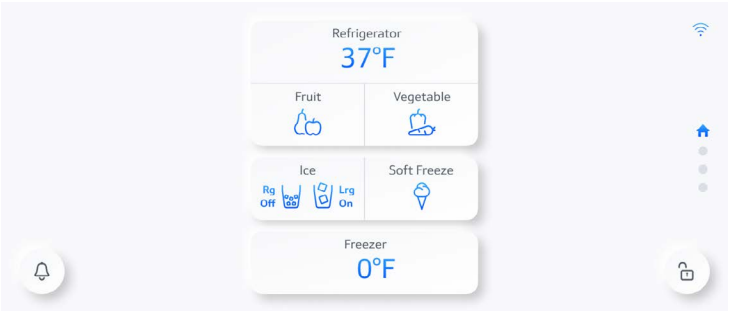 Refrigerator
37°F
Fruit
Vegetable
Ice
Rg
Off
Lrg
On
Soft Freeze
Freezer
0°F